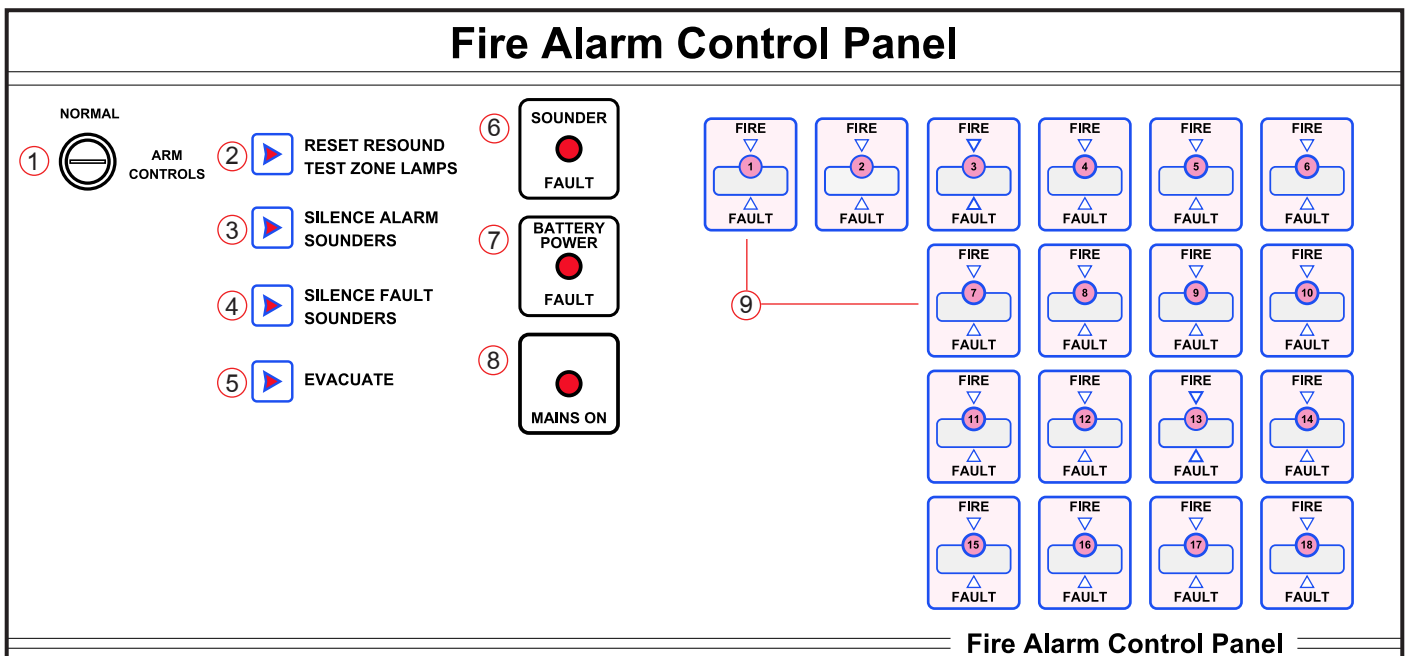 Fire Alarm Control Panel
NORMAL
1
ARM
CONTROLS
2
RESET RESOUND
TEST ZONE LAMPS
3
SILENCE ALARM
SOUNDERS
4
SILENCE FAULT
SOUNDERS
5
EVACUATE
6
SOUNDER
FAULT
7
BATTERY
POWER
FAULT
8
MAINS ON
FIRE FIRE FIRE FIRE FIRE FIRE
1 2 3 4 5 6
FAULT FAULT FAULT FAULT FAULT FAULT
9
FIRE FIRE FIRE FIRE
7 8 9 10
FAULT FAULT FAULT FAULT
FIRE FIRE FIRE FIRE
11 12 13 14
FAULT FAULT FAULT FAULT
FIRE FIRE FIRE FIRE
15 16 17 18
FAULT FAULT FAULT FAULT
Fire Alarm Control Panel